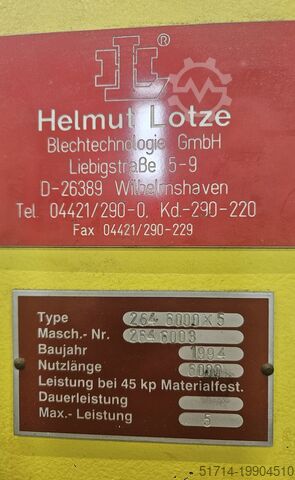 ®
Helmut Lotze
Blechtechnologie GmbH
Liebigstraße 5-9
D-26389 Wilhelmshaven
Tel. 04421/290-0, Kd.-290-220
Fax 04421/290-229
Type 264 6000×5
Masch.- Nr. 264 6003
Baujahr 1994
Nutzlänge 6000
Leistung bei 45 kp Materialfest.
Dauerleistung
Max.- Leistung 5
51714-19904510